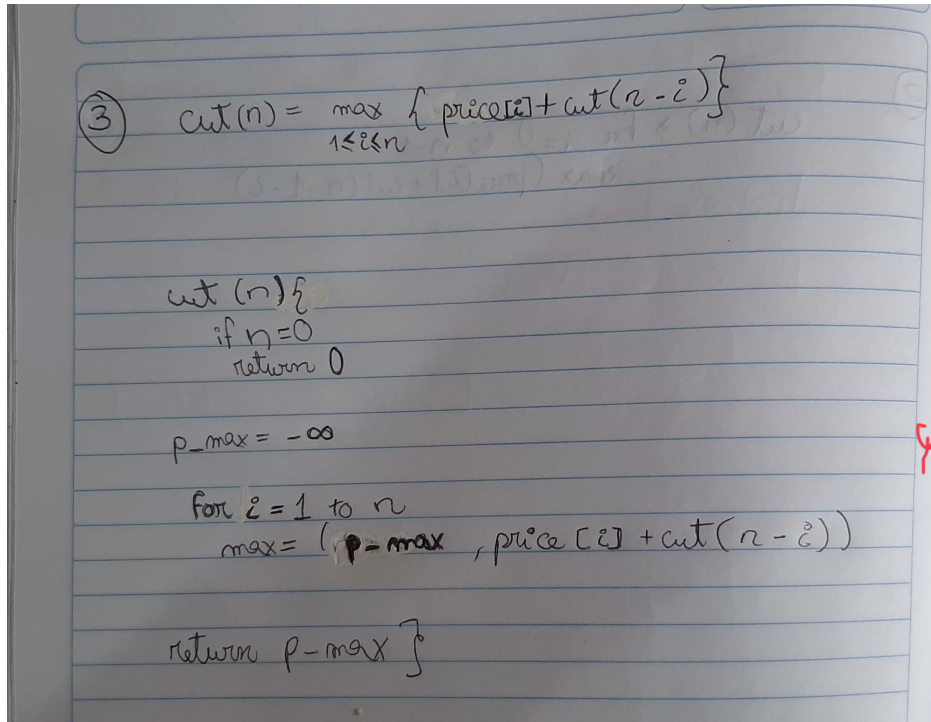 3 cut(n) = max { price[i] + cut(n - i) }
1≤i≤n
cut (n) {
if n=0
return 0
p_max = -∞
for i = 1 to n
max = ( p-max , price [i] + cut ( n - i ) )
return p-max }